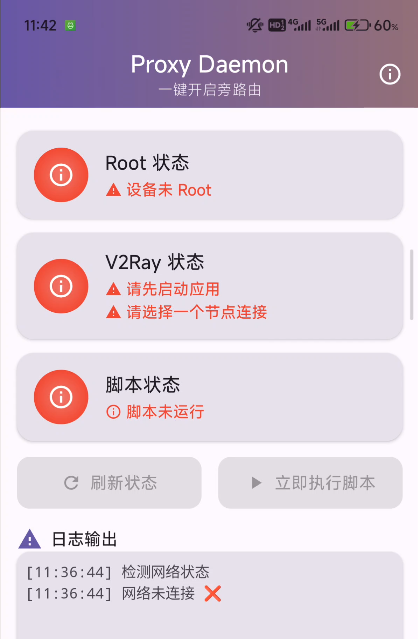 11:42 HD 4G 5G 60%
Proxy Daemon
一键开启旁路由
Root 状态
设备未 Root
V2Ray 状态
请先启动应用
请选择一个节点连接
脚本状态
脚本未运行
刷新状态 立即执行脚本
日志输出
[11:36:44] 检测网络状态
[11:36:44] 网络未连接 ❌